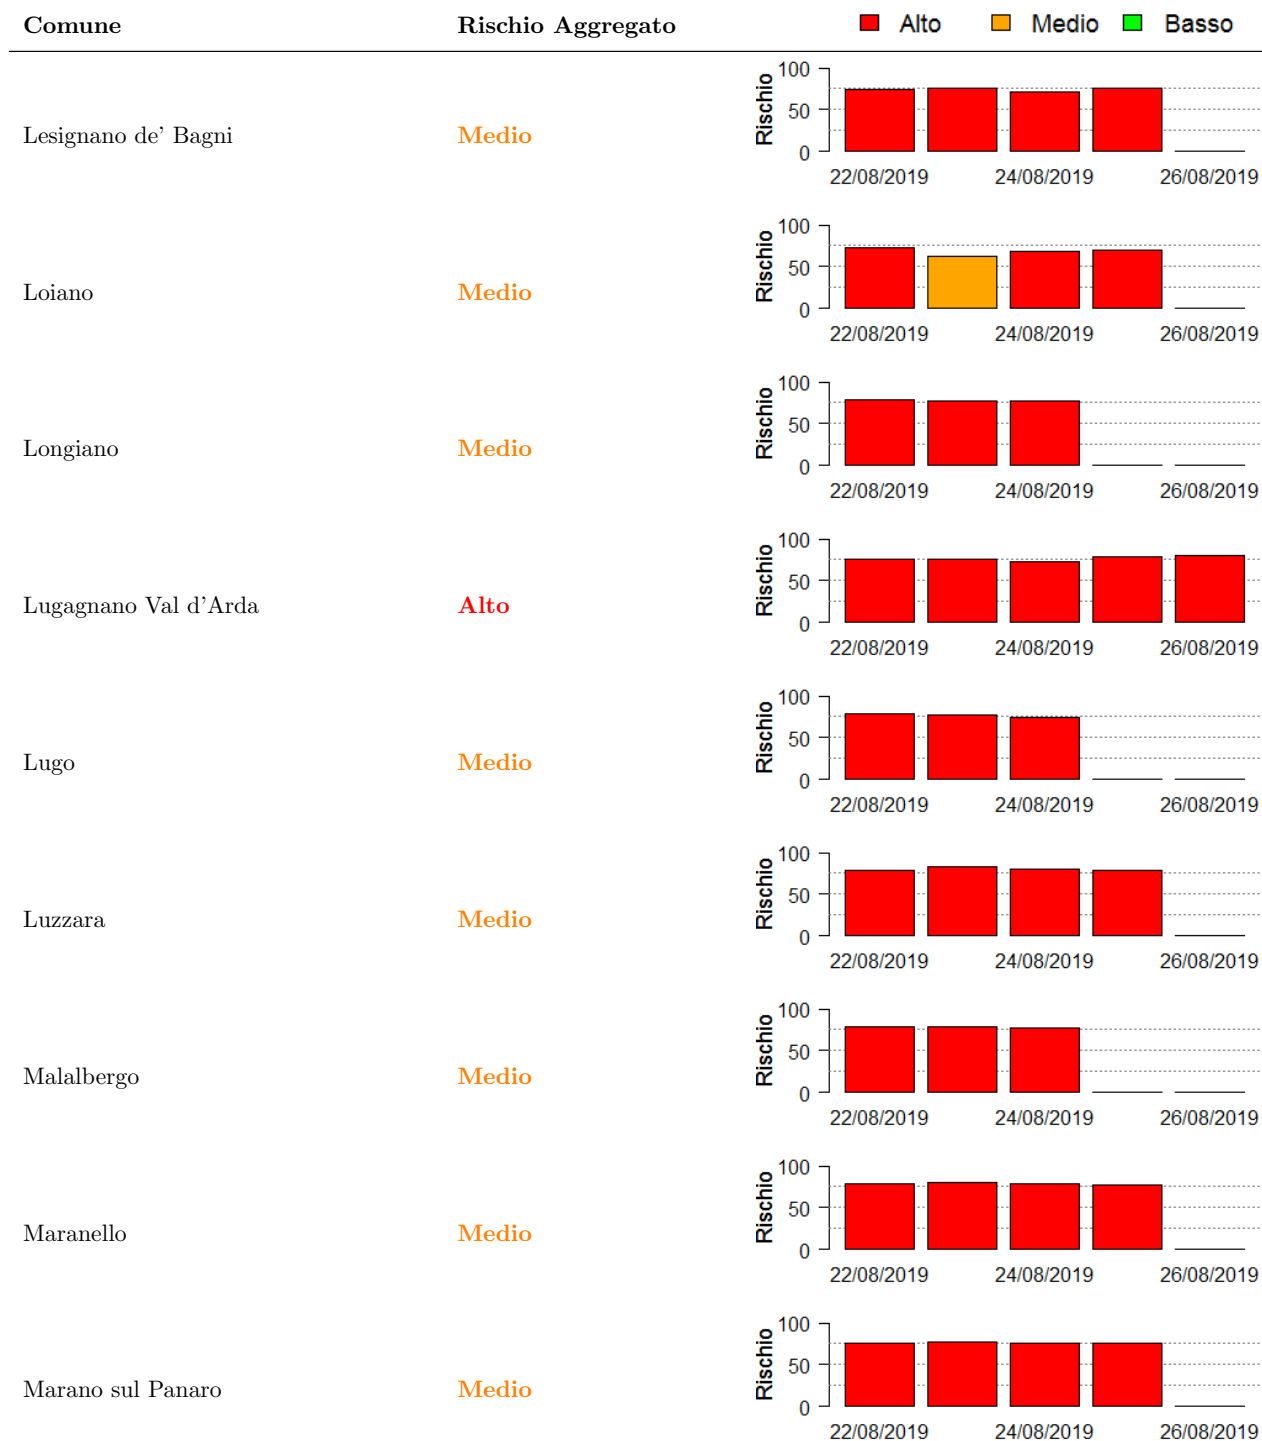 Comune Rischio Aggregato Alto Medio Basso
100
50
0
Rischio
Lesignano de' Bagni Medio
22/08/2019 24/08/2019 26/08/2019
100
50
0
Rischio
Loiano Medio
22/08/2019 24/08/2019 26/08/2019
100
50
0
Rischio
Longiano Medio
22/08/2019 24/08/2019 26/08/2019
100
50
0
Rischio
Lugagnano Val d'Arda Alto
22/08/2019 24/08/2019 26/08/2019
100
50
0
Rischio
Lugo Medio
22/08/2019 24/08/2019 26/08/2019
100
50
0
Rischio
Luzzara Medio
22/08/2019 24/08/2019 26/08/2019
100
50
0
Rischio
Malalbergo Medio
22/08/2019 24/08/2019 26/08/2019
100
50
0
Rischio
Maranello Medio
22/08/2019 24/08/2019 26/08/2019
100
50
0
Rischio
Marano sul Panaro Medio
22/08/2019 24/08/2019 26/08/2019